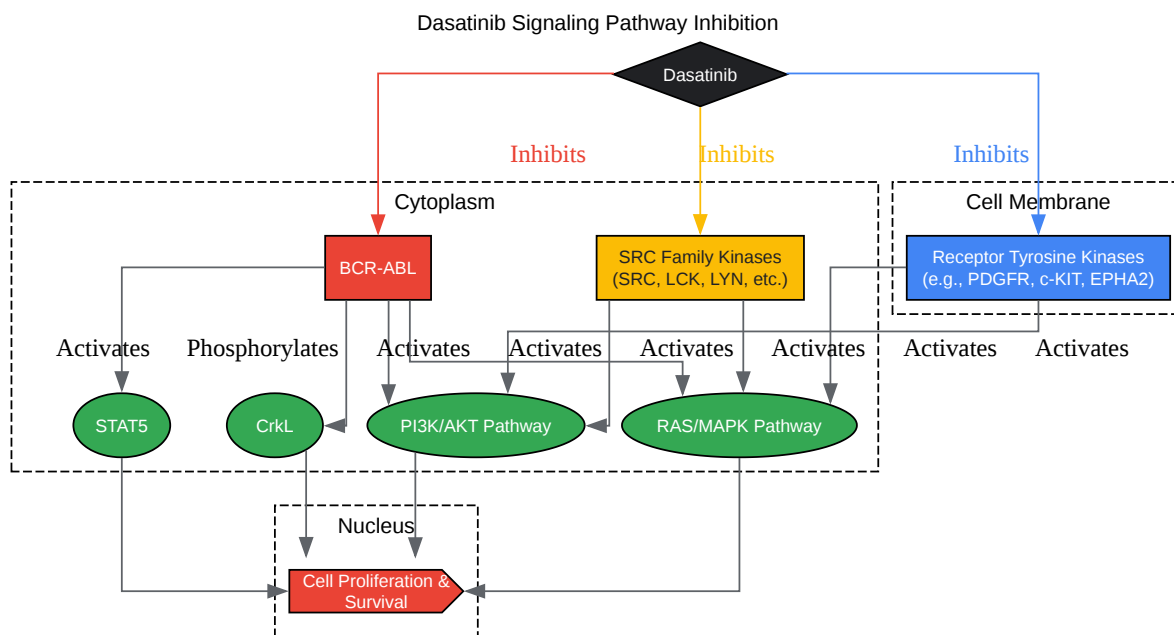 Dasatinib Signaling Pathway Inhibition
Dasatinib
Inhibits
Inhibits
Inhibits
Cytoplasm
Cell Membrane
BCR-ABL
SRC Family Kinases
(SRC, LCK, LYN, etc.)
Receptor Tyrosine Kinases
(e.g., PDGFR, c-KIT, EPHA2)
Activates
Phosphorylates
Activates
Activates
Activates
Activates
Activates
Activates
STAT5
CrkL
PI3K/AKT Pathway
RAS/MAPK Pathway
Nucleus
Cell Proliferation &
Survival